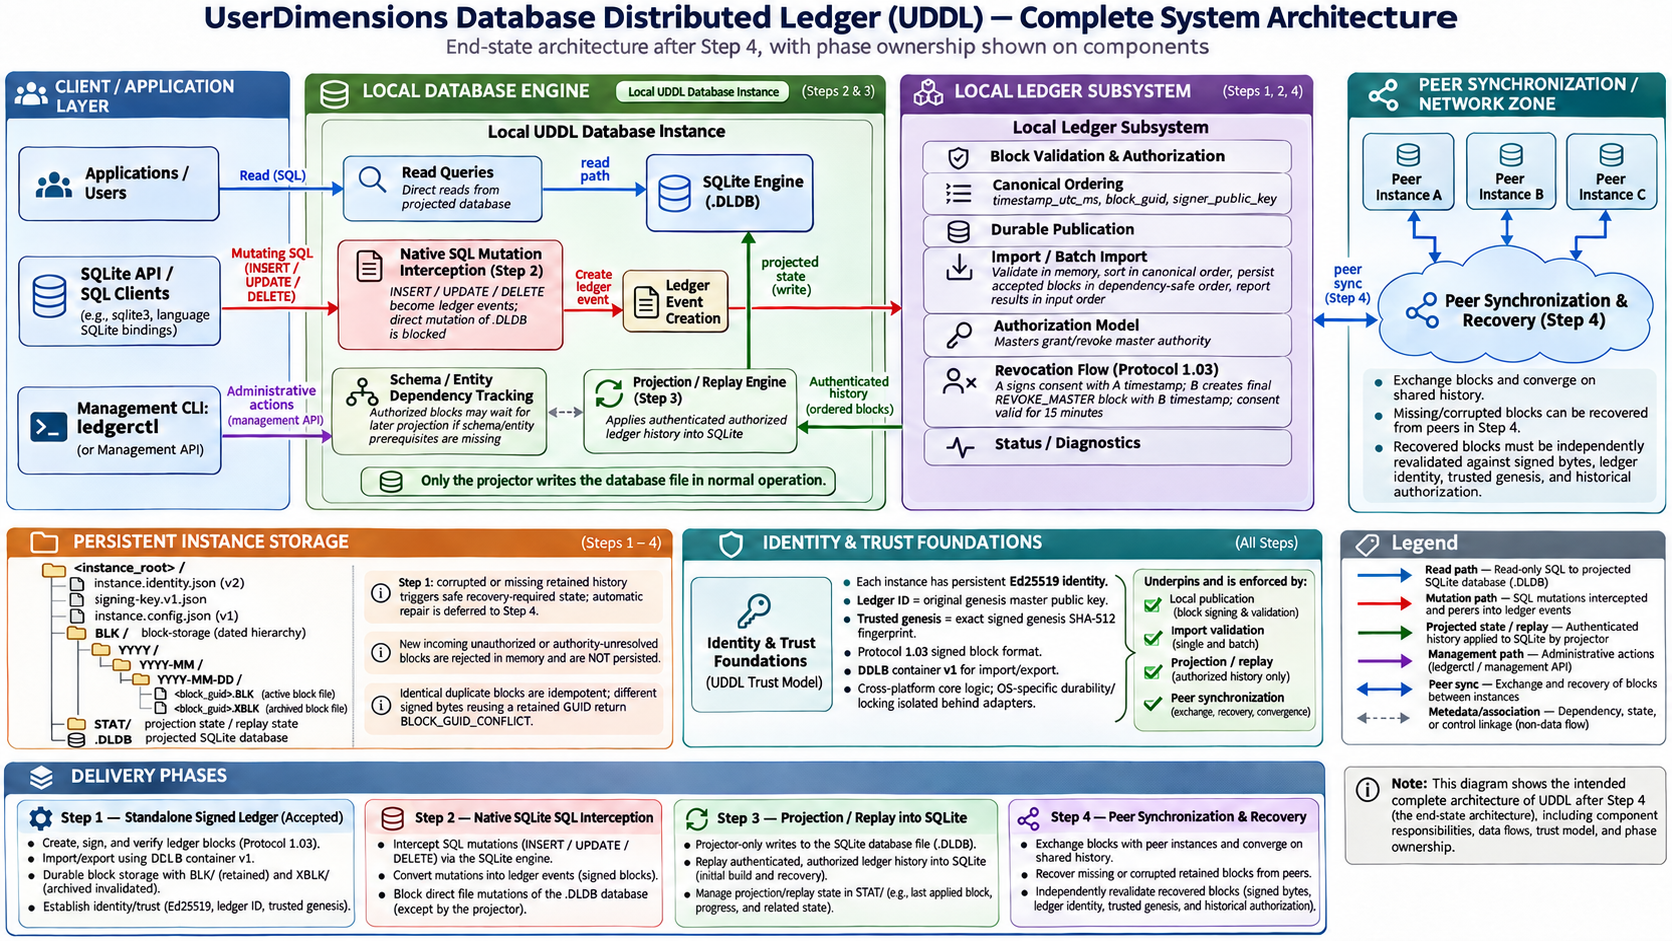 UserDimensions Database Distributed Ledger (UDDL) — Complete System Architecture
End-state architecture after Step 4, with phase ownership shown on components
CLIENT / APPLICATION
LAYER
Applications /
Users
SQLite API /
SQL Clients
(e.g., sqlite3, language
SQLite bindings)
Management CLI:
ledgerctl
(or Management API)
Read (SQL)
Mutating SQL
(INSERT /
UPDATE /
DELETE)
Administrative
actions
(management API)
LOCAL DATABASE ENGINE
Local UDDL Database Instance
(Steps 2 & 3)
Local UDDL Database Instance
Read Queries
Direct reads from
projected database
read
path
SQLite Engine
(.DLDB)
Native SQL Mutation
Interception (Step 2)
INSERT / UPDATE / DELETE
become ledger events;
direct mutation of .DLDB
is blocked
Create
ledger
event
Ledger
Event
Creation
projected
state
(write)
Schema / Entity
Dependency Tracking
Authorized blocks may wait for
later projection if schema/entity
prerequisites are missing
Projection / Replay Engine
(Step 3)
Applies authenticated authorized
ledger history into SQLite
Authenticated
history
(ordered blocks)
Only the projector writes the database file in normal operation.
LOCAL LEDGER SUBSYSTEM
(Steps 1, 2, 4)
Local Ledger Subsystem
Block Validation & Authorization
Canonical Ordering
timestamp_utc_ms, block_guid, signer_public_key
Durable Publication
Import / Batch Import
Validate in memory, sort in canonical order, persist
accepted blocks in dependency-safe order, report
results in input order
Authorization Model
Masters grant/revoke master authority
Revocation Flow (Protocol 1.03)
A signs consent with A timestamp; B creates final
REVOKE_MASTER block with B timestamp; consent
valid for 15 minutes
Status / Diagnostics
peer
sync
(Step 4)
PEER SYNCHRONIZATION /
NETWORK ZONE
Peer
Instance A
Peer
Instance B
Peer
Instance C
Peer Synchronization &
Recovery (Step 4)
• Exchange blocks and converge on
shared history.
• Missing/corrupted blocks can be recovered
from peers in Step 4.
• Recovered blocks must be independently
revalidated against signed bytes, ledger
identity, trusted genesis, and historical
authorization.
PERSISTENT INSTANCE STORAGE
(Steps 1 – 4)
<instance_root> /
instance.identity.json (v2)
signing-key.v1.json
instance.config.json (v1)
BLK / block-storage (dated hierarchy)
YYYY /
YYYY-MM /
YYYY-MM-DD /
<block_guid>.BLK (active block file)
<block_guid>.XBLK (archived block file)
STAT/ projection state / replay state
.DLDB projected SQLite database
Step 1: corrupted or missing retained history
triggers safe recovery-required state; automatic
repair is deferred to Step 4.
New incoming unauthorized or authority-unresolved
blocks are rejected in memory and are NOT persisted.
Identical duplicate blocks are idempotent; different
signed bytes reusing a retained GUID return
BLOCK_GUID_CONFLICT.
IDENTITY & TRUST FOUNDATIONS
(All Steps)
Identity & Trust
Foundations
(UDDL Trust Model)
• Each instance has persistent Ed25519 identity.
• Ledger ID = original genesis master public key.
• Trusted genesis = exact signed genesis SHA-512
fingerprint.
• Protocol 1.03 signed block format.
• DDLB container v1 for import/export.
• Cross-platform core logic; OS-specific durability/
locking isolated behind adapters.
Underpins and is enforced by:
Local publication
(block signing & validation)
Import validation
(single and batch)
Projection / replay
(authorized history only)
Peer synchronization
(exchange, recovery, convergence)
Legend
Read path — Read-only SQL to projected
SQLite database (.DLDB)
Mutation path — SQL mutations intercepted
and perers into ledger events
Projected state / replay — Authenticated
history applied to SQLite by projector
Management path — Administrative actions
(ledgerctl / management API)
Peer sync — Exchange and recovery of blocks
between instances
Metedata/association — Dependency, state,
or control linkage (non-data flow)
DELIVERY PHASES
Step 1 — Standalone Signed Ledger (Accepted)
• Create, sign, and verify ledger blocks (Protocol 1.03).
• Import/export using DDLB container v1.
• Durable block storage with BLK/ (retained) and XBLK/
(archived invalidated).
• Establish identity/trust (Ed25519, ledger ID, trusted genesis).
Step 2 — Native SQLite SQL Interception
• Intercept SQL mutations (INSERT / UPDATE /
DELETE) via the SQLite engine.
• Convert mutations into ledger events (signed blocks).
• Block direct file mutations of the .DLDB database
(except by the projector).
Step 3 — Projection / Replay into SQLite
• Projector-only writes to the SQLite database file (.DLDB).
• Replay authenticated, authorized ledger history into SQLite
(initial build and recovery).
• Manage projection/replay state in STAT/ (e.g., last applied block,
progress, and related state).
Step 4 — Peer Synchronization & Recovery
• Exchange blocks with peer instances and converge on
shared history.
• Recover missing or corrupted retained blocks from peers.
• Independently revalidate recovered blocks (signed bytes,
ledger identity, trusted genesis, and historical authorization).
Note: This diagram shows the intended
complete architecture of UDDL after Step 4
(the end-state architecture), including component
responsibilities, data flows, trust model, and phase
ownership.